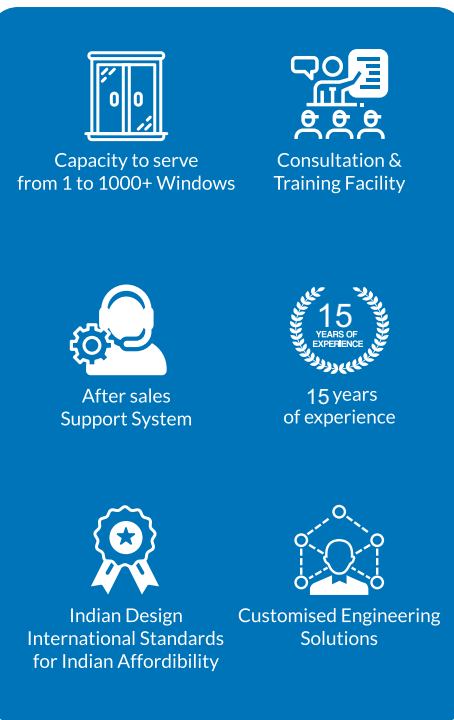 Capacity to serve
from 1 to 1000+ Windows
Consultation &
Training Facility
After sales
Support System
15
YEARS OF
EXPERIENCE
15 years
of experience
Indian Design
International Standards
for Indian Affordibility
Customised Engineering
Solutions